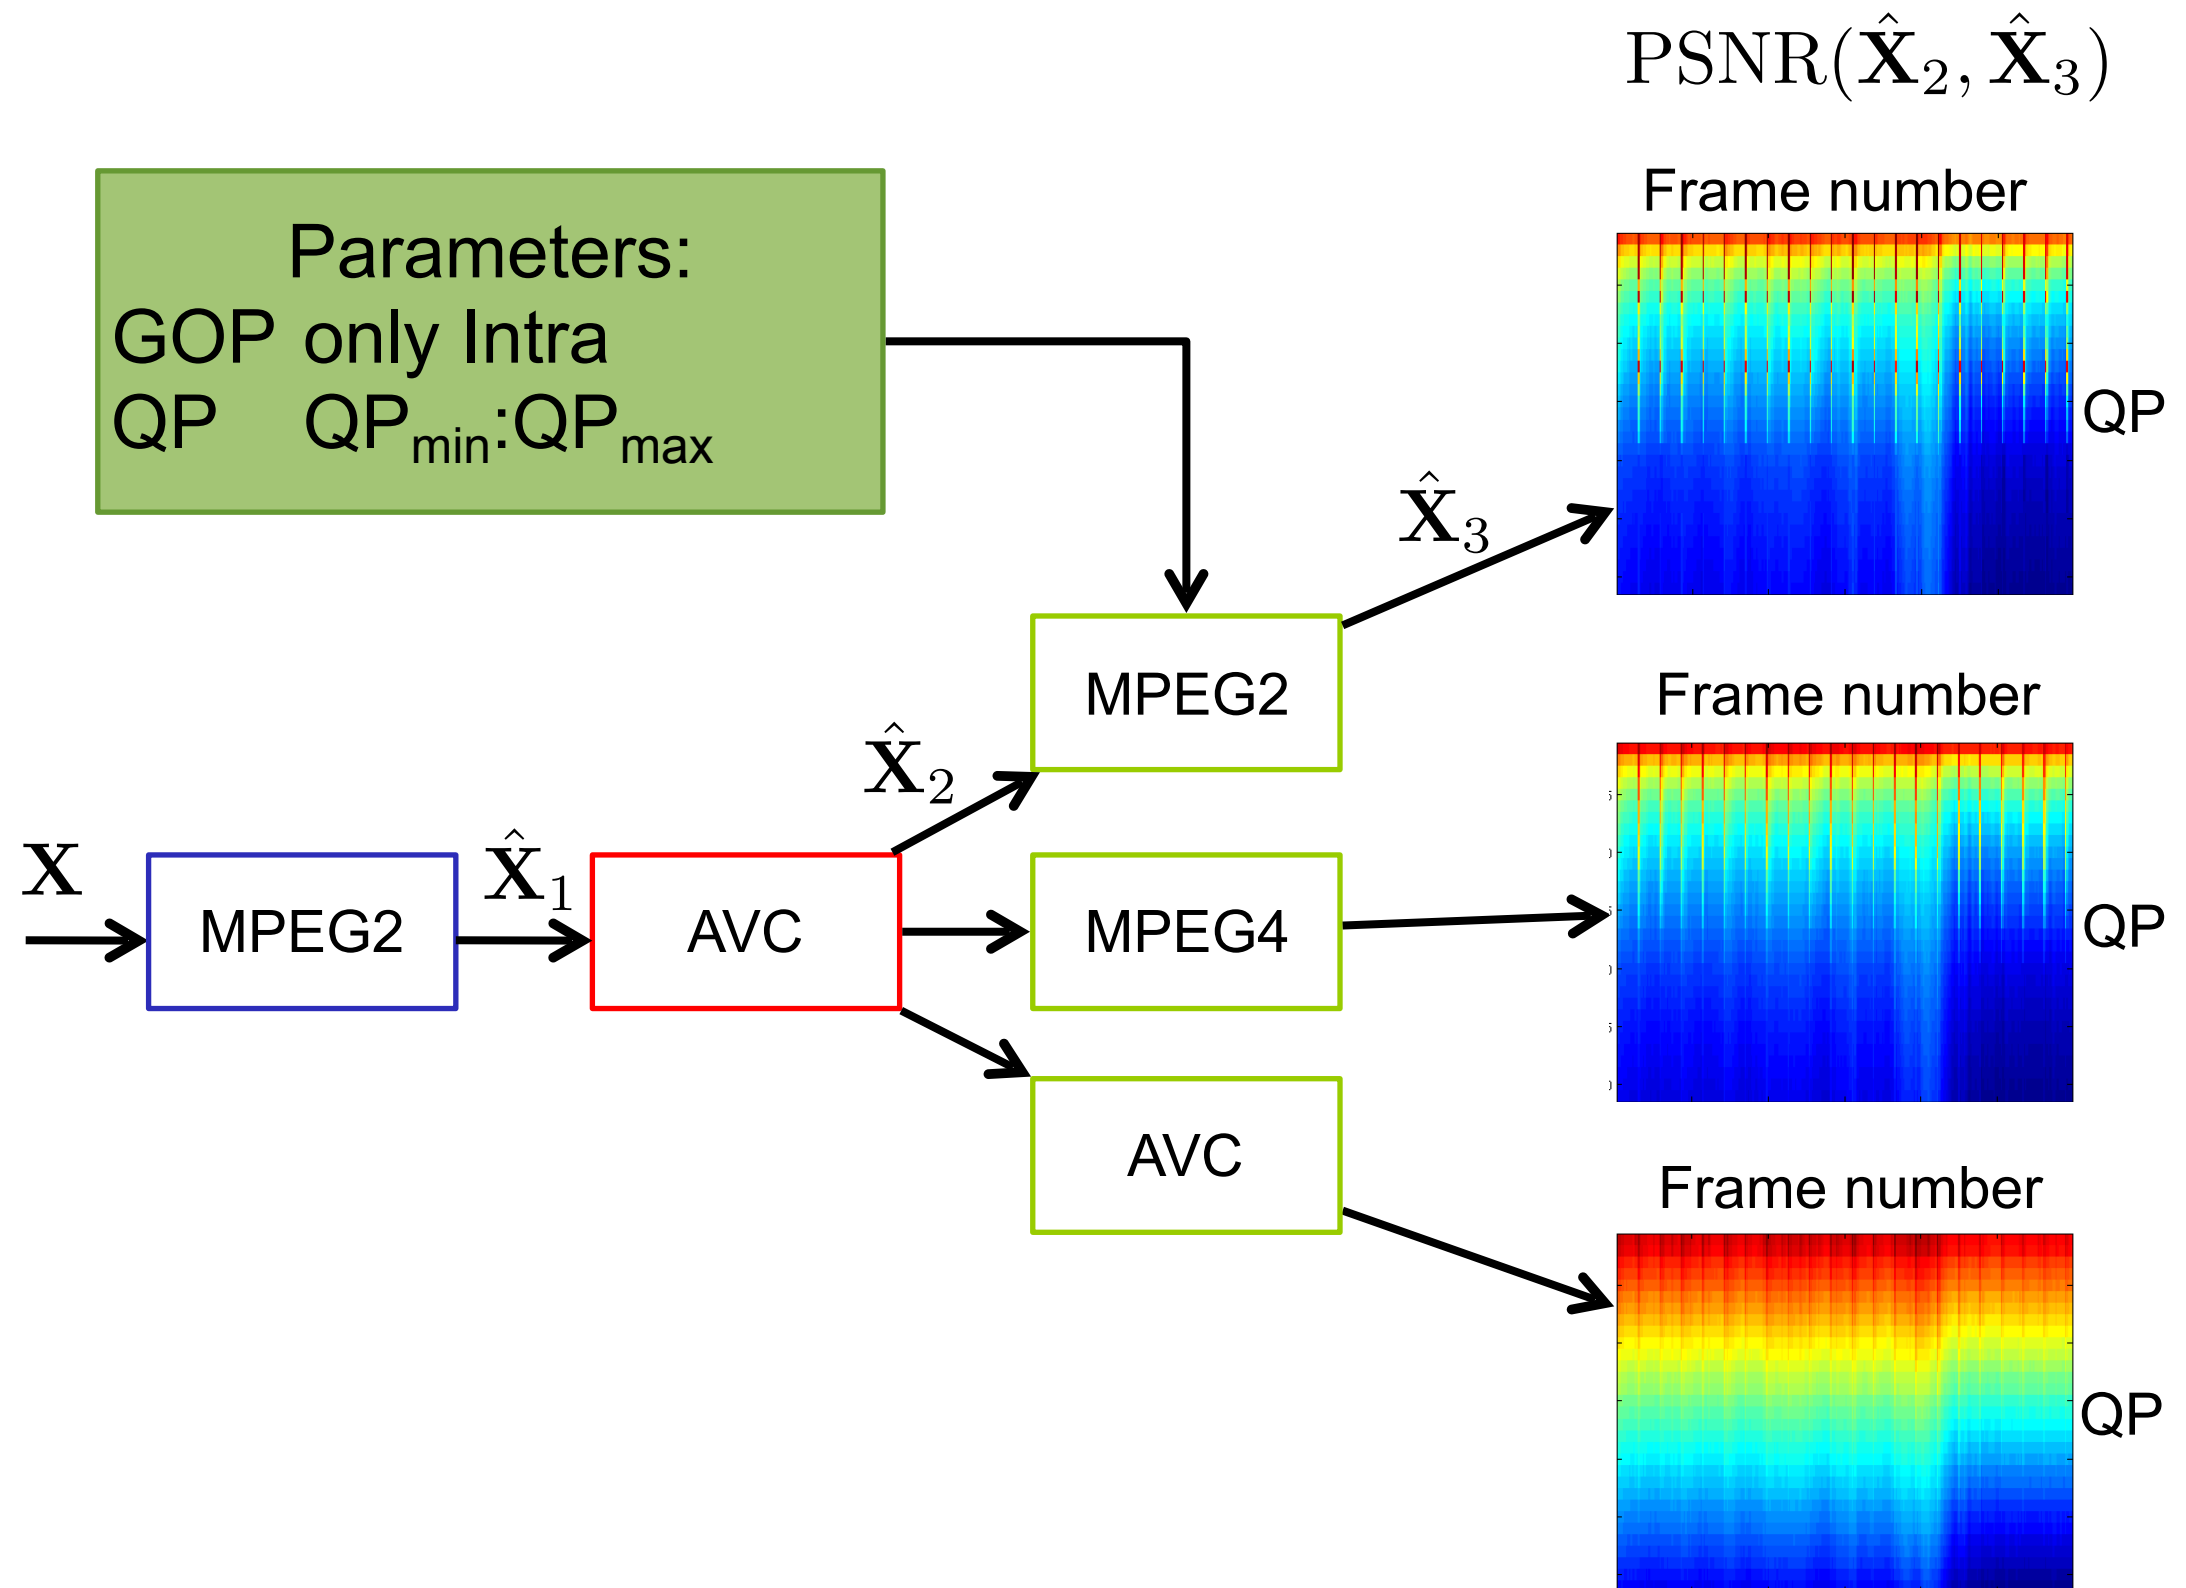 PSNR(X̂₂, X̂₃)
Frame number
Parameters:
GOP only Intra
QP QPmin:QPmax
QP
X̂₃
MPEG2
Frame number
X̂₂
X
X̂₁
MPEG2
AVC
MPEG4
QP
AVC
Frame number
QP